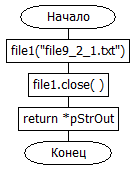 Начало
file1("file9_2_1.txt")
file1.close( )
return *pStrOut
Конец